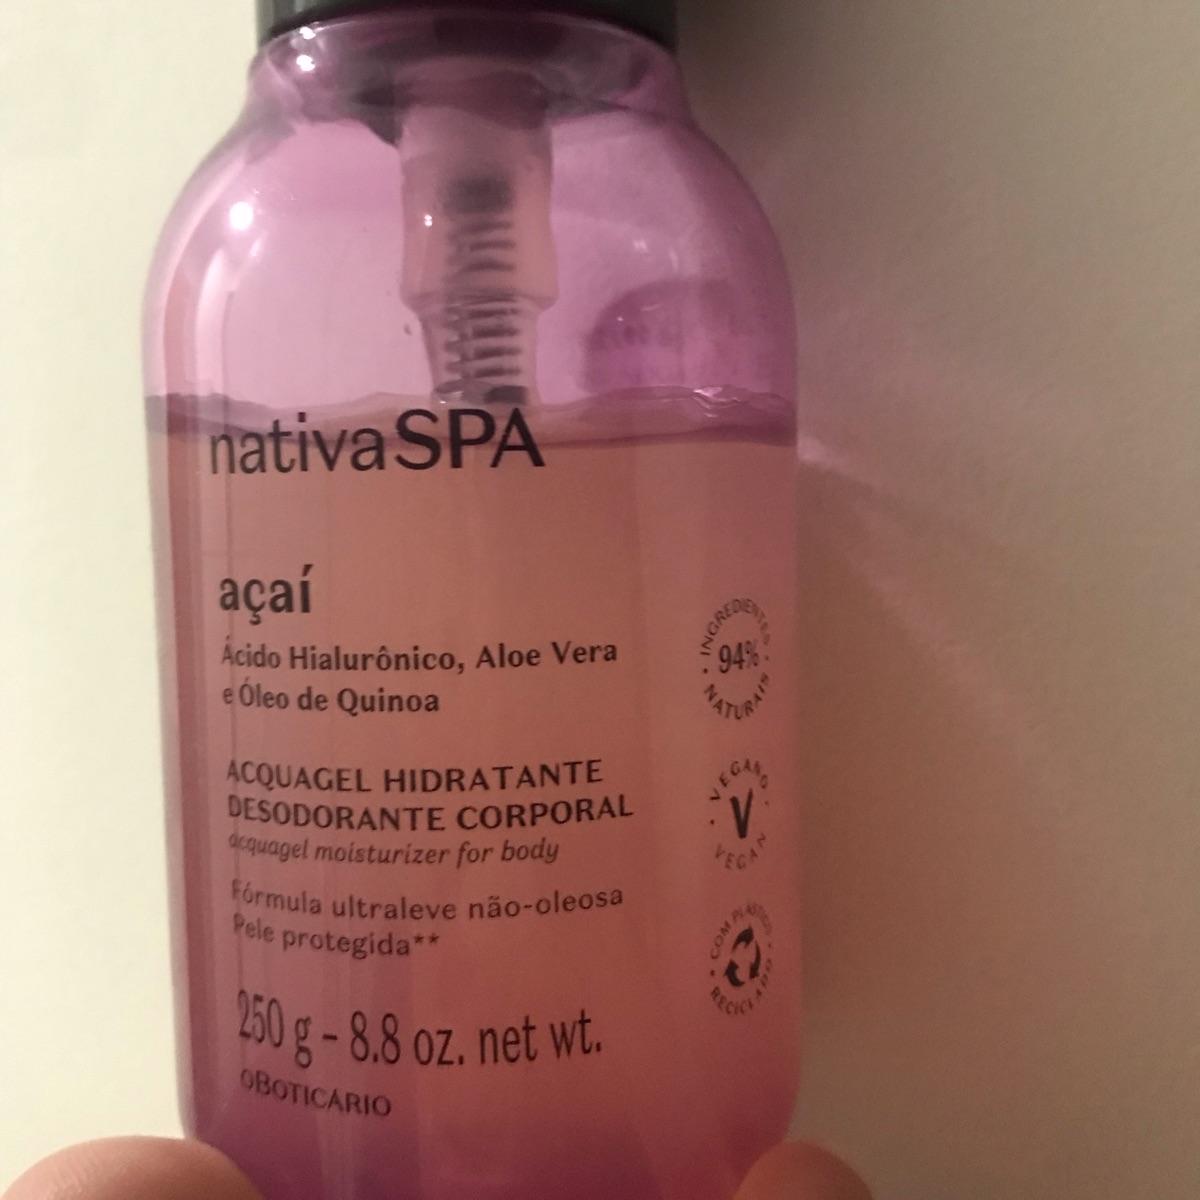 nativaSPA
açaí
Ácido Hialurônico, Aloe Vera
e Óleo de Quinoa
ACQUAGEL HIDRATANTE
DESODORANTE CORPORAL
acquagel moisturizer for body
Fórmula ultraleve não-oleosa
Pele protegida**
250 g - 8.8 oz. net wt.
oBOTICÁRIO
INGREDIENTES
94%
NATURAIS
VEGANO
V
VEGAN
COM PLÁSTICO
RECICLADO